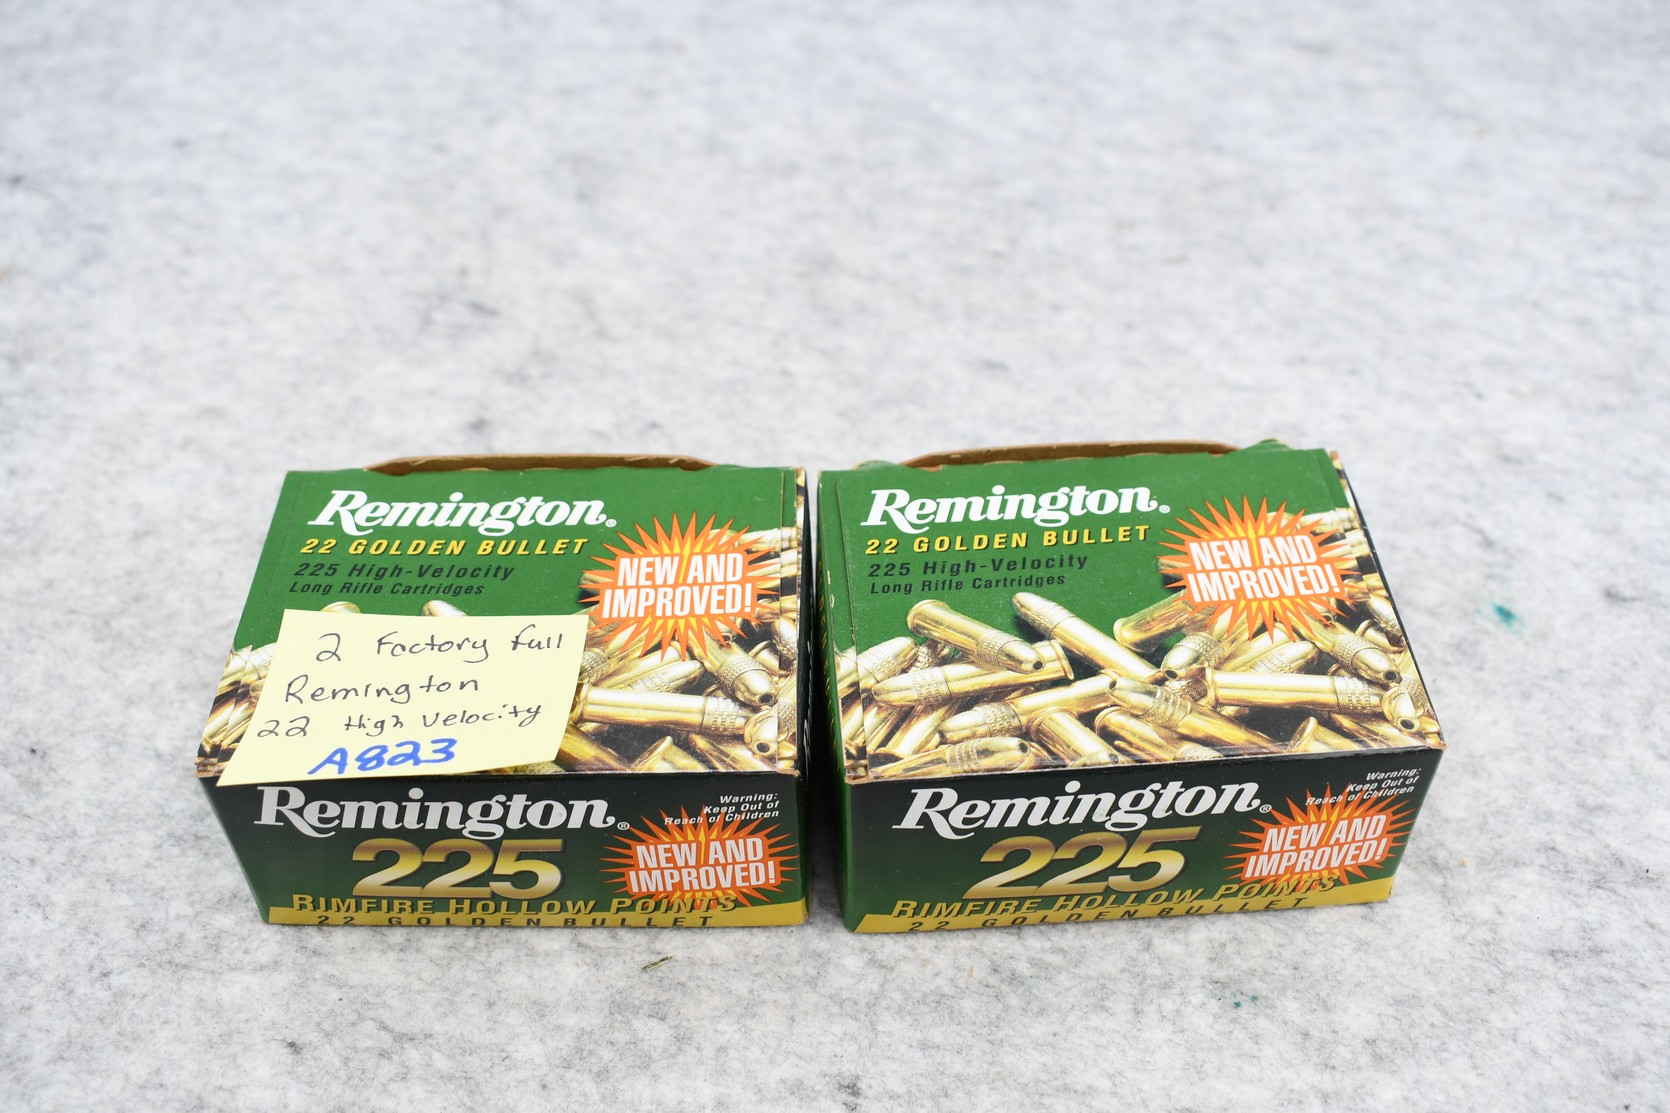 Remington®
22 GOLDEN BULLET
225 High-Velocity
Long Rifle Cartridges
NEW AND
IMPROVED!
2 Factory full
Remington
22 High Velocity
A823
Remington®
225
RIMFIRE HOLLOW POINTS
22 GOLDEN BULLET
Warning:
Keep Out of
Reach of Children
NEW AND
IMPROVED!
Remington®
22 GOLDEN BULLET
225 High-Velocity
Long Rifle Cartridges
NEW AND
IMPROVED!
Remington®
225
RIMFIRE HOLLOW POINTS
22 GOLDEN BULLET
Warning:
Keep Out of
Reach of Children
NEW AND
IMPROVED!